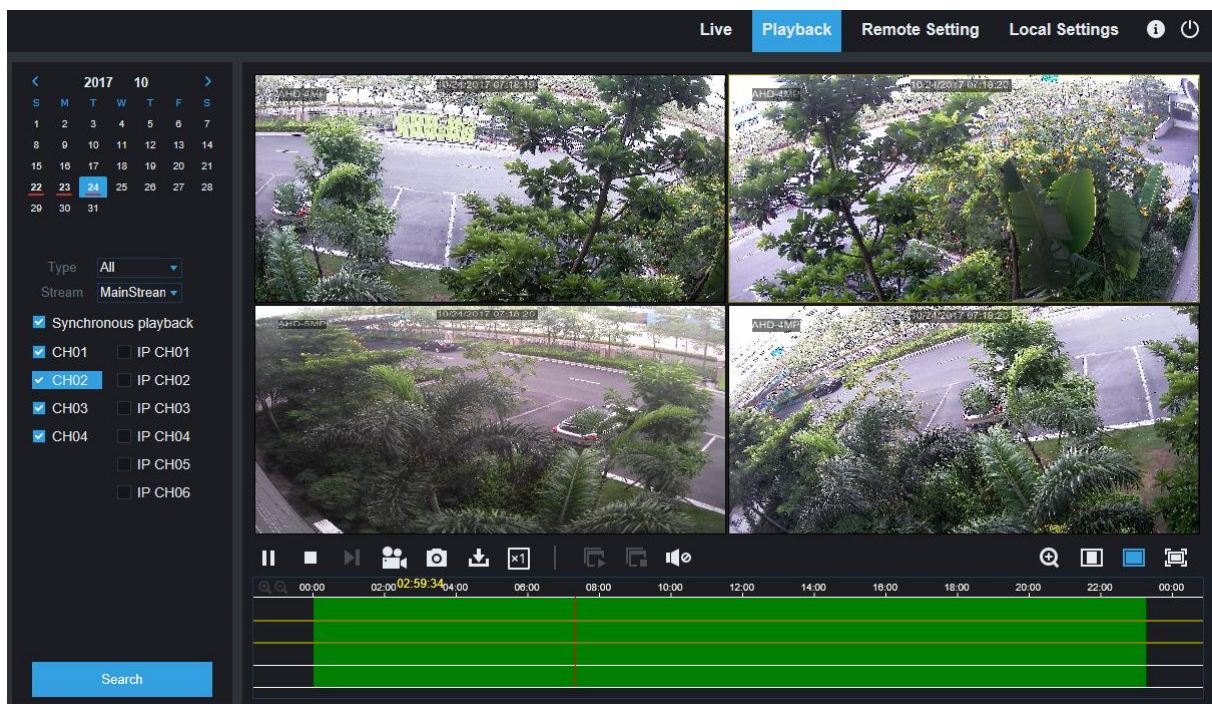 Live Playback Remote Setting Local Settings
2017 10
S M T W T F S
1 2 3 4 5 6 7
8 9 10 11 12 13 14
15 16 17 18 19 20 21
22 23 24 25 26 27 28
29 30 31
Type All
Stream MainStrean
Synchronous playback
CH01 IP CH01
CH02 IP CH02
CH03 IP CH03
CH04 IP CH04
IP CH05
IP CH06
Search
AHD-4MP 10/24/2017 07:18:19
AHD-4MP 10/24/2017 07:18:20
AHD-5MP 10/24/2017 07:18:20
AHD-4MP 10/24/2017 07:18:20
×1
00:00 02:00 02:59:34 04:00 06:00 08:00 10:00 12:00 14:00 16:00 18:00 20:00 22:00 00:00